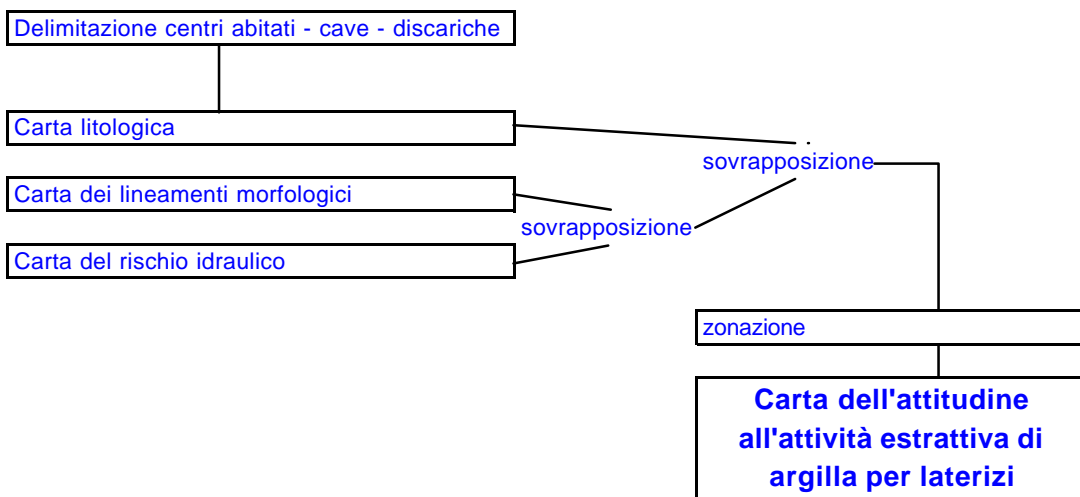 Delimitazione centri abitati - cave - discariche
Carta litologica
sovrapposizione
Carta dei lineamenti morfologici
sovrapposizione
Carta del rischio idraulico
zonazione
Carta dell'attitudine
all'attività estrattiva di
argilla per laterizi